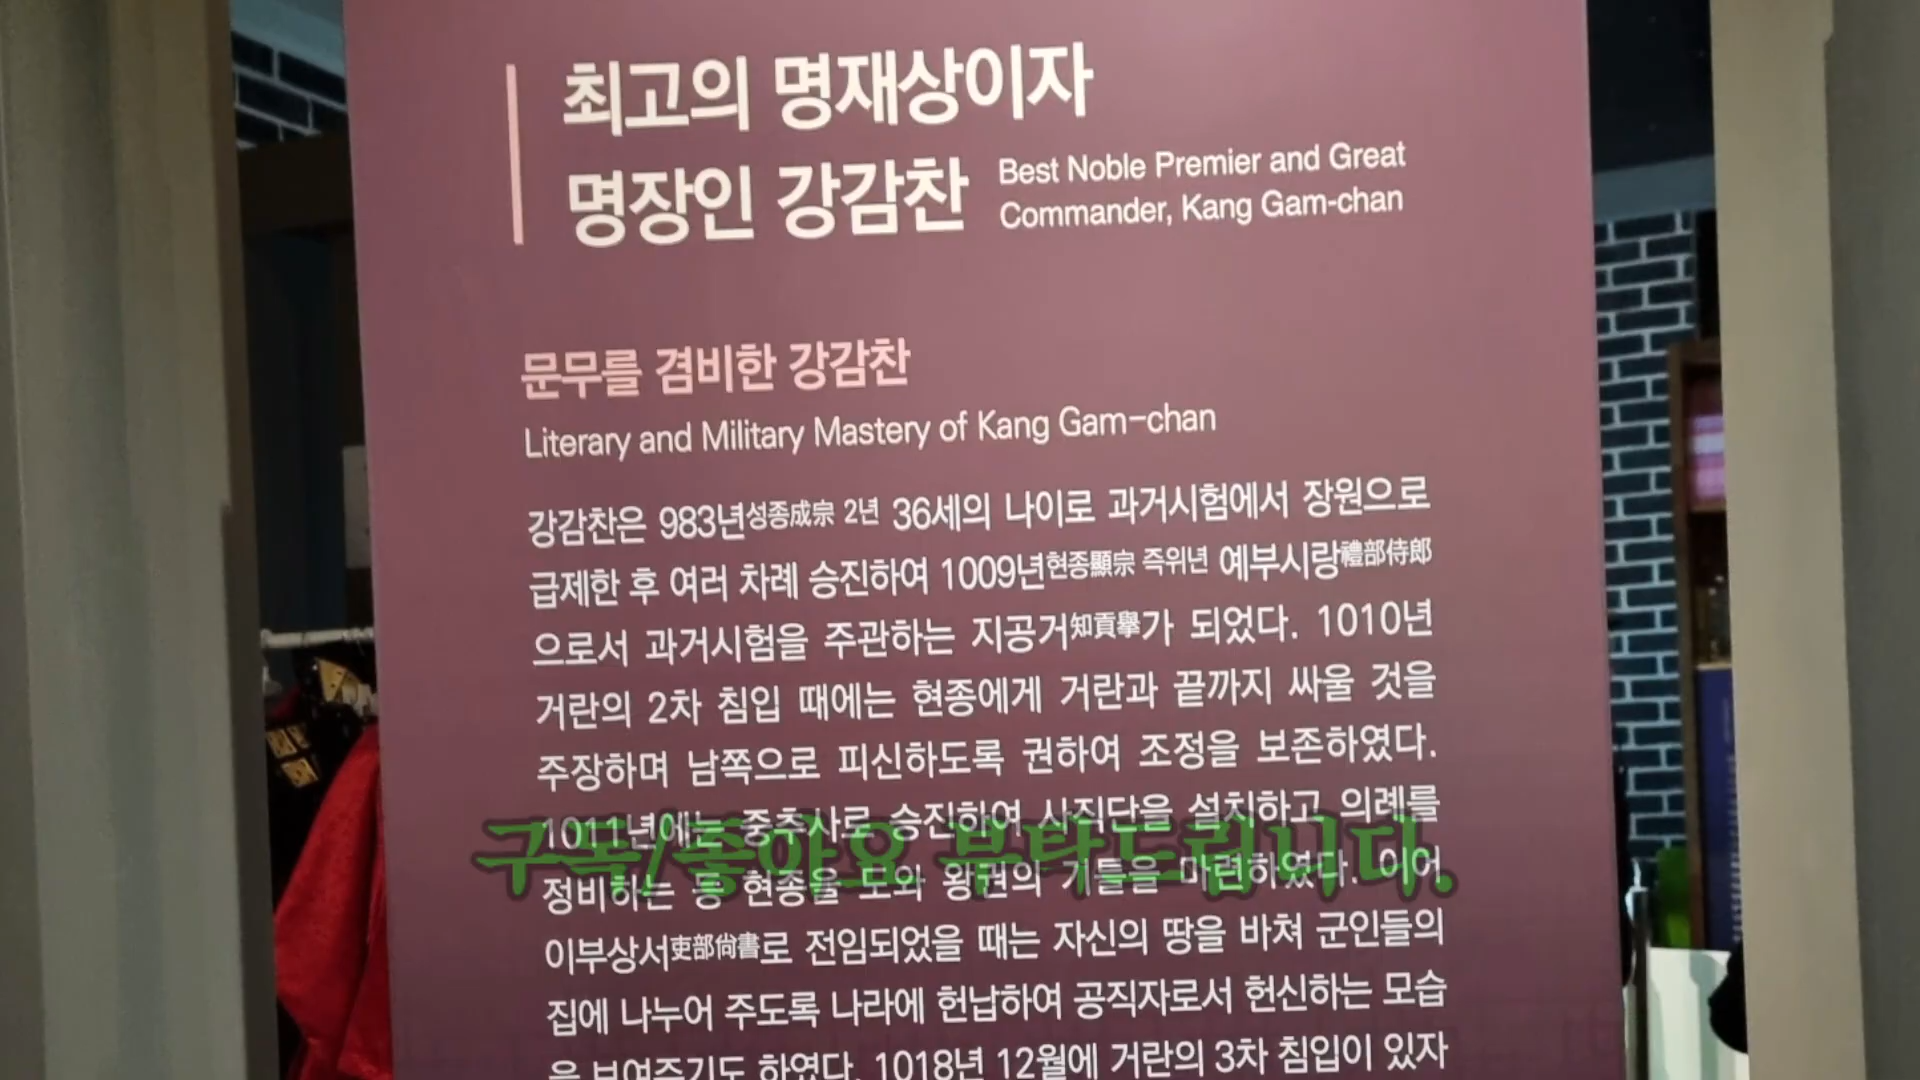 최고의 명재상이자
명장인 강감찬
Best Noble Premier and Great
Commander, Kang Gam-chan
문무를 겸비한 강감찬
Literary and Military Mastery of Kang Gam-chan
강감찬은 983년성종成宗 2년 36세의 나이로 과거시험에서 장원으로
급제한 후 여러 차례 승진하여 1009년현종顯宗 즉위년 예부시랑禮部侍郎
으로서 과거시험을 주관하는 지공거知貢擧가 되었다. 1010년
거란의 2차 침입 때에는 현종에게 거란과 끝까지 싸울 것을
주장하며 남쪽으로 피신하도록 권하여 조정을 보존하였다.
1011년에는 중추사로 승진하여 사직단을 설치하고 의례를
구독/좋아요 부탁드립니다.
정비하는 등 현종을 도와 왕권의 기틀을 마련하였다. 이어
이부상서吏部尙書로 전임되었을 때는 자신의 땅을 바쳐 군인들의
집에 나누어 주도록 나라에 헌납하여 공직자로서 헌신하는 모습
을 보여주기도 하였다. 1018년 12월에 거란의 3차 침입이 있자